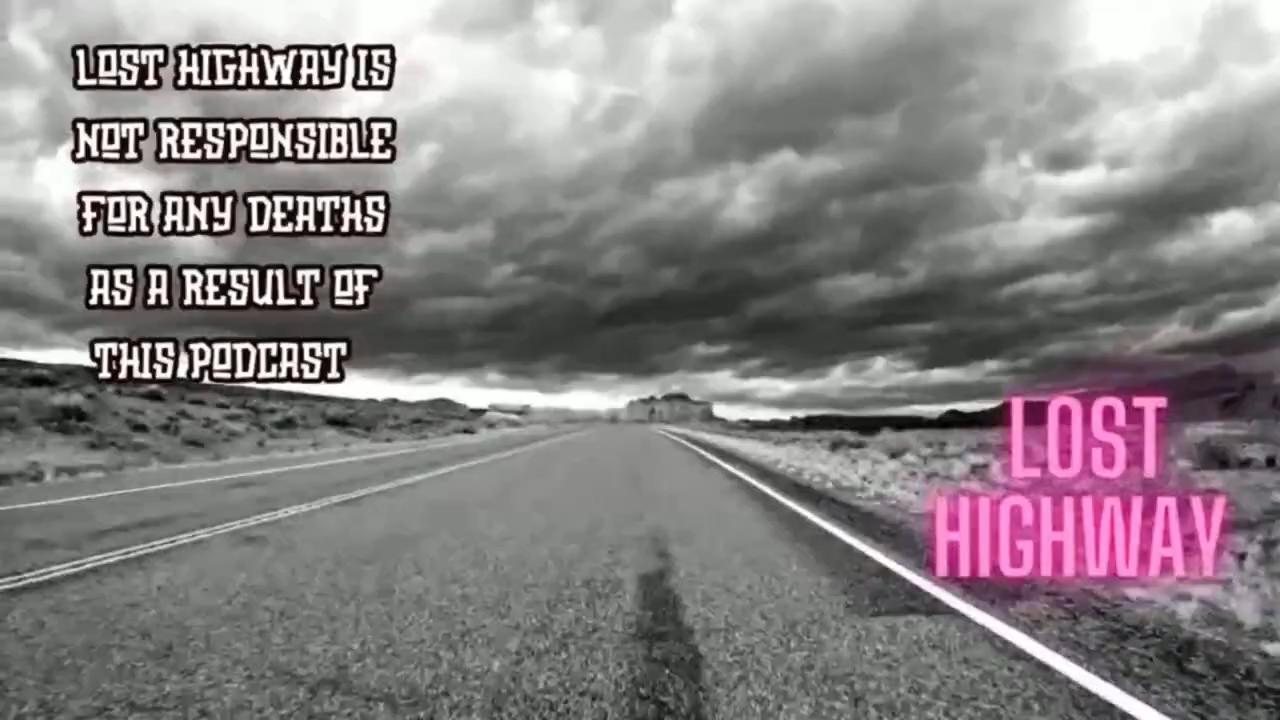 LOST HIGHWAY IS
NOT RESPONSIBLE
FOR ANY DEATHS
AS A RESULT OF
THIS PODCAST
LOST
HIGHWAY